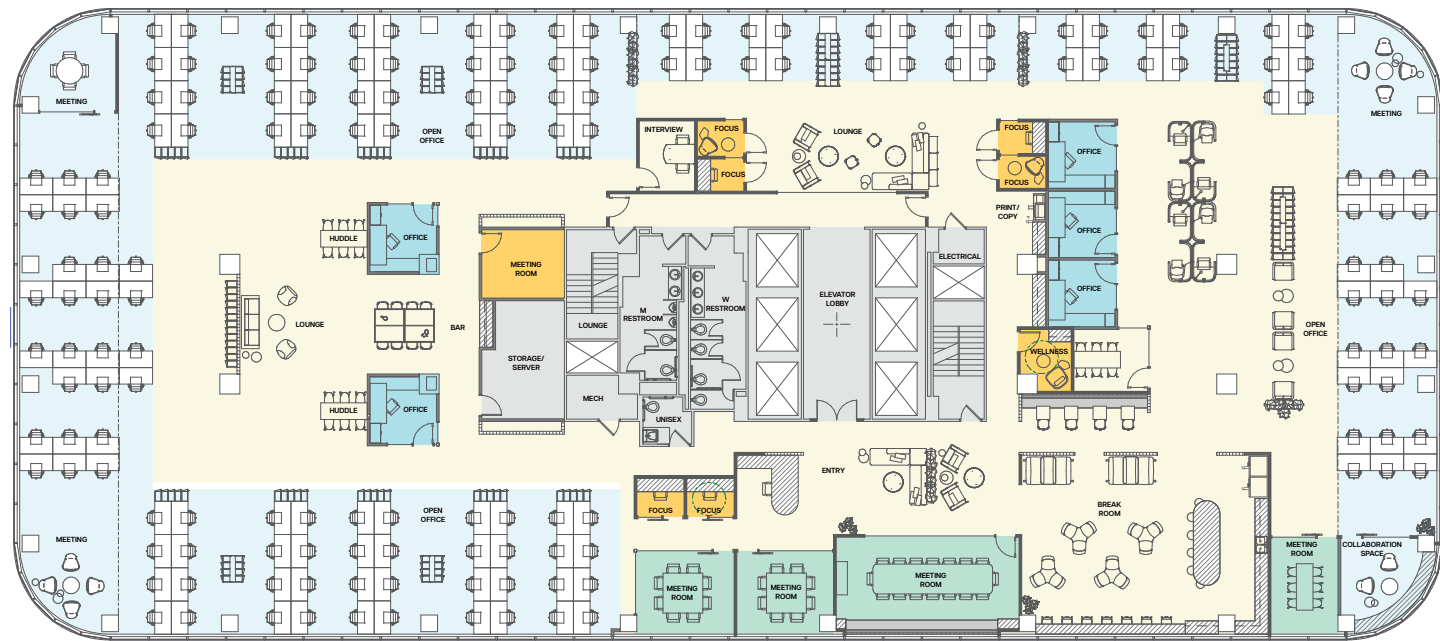 MEETING
OPEN
OFFICE
INTERVIEW
FOCUS
FOCUS
LOUNGE
FOCUS
FOCUS
OFFICE
MEETING
HUDDLE
OFFICE
MEETING
ROOM
PRINT/
COPY
OFFICE
ELECTRICAL
OFFICE
LOUNGE
BAR
LOUNGE
M
RESTROOM
W
RESTROOM
ELEVATOR
LOBBY
OPEN
OFFICE
STORAGE/
SERVER
WELLNESS
HUDDLE
OFFICE
MECH
UNISEX
ENTRY
OPEN
OFFICE
FOCUS
FOCUS
BREAK
ROOM
MEETING
MEETING
ROOM
MEETING
ROOM
MEETING
ROOM
MEETING
ROOM
COLLABORATION
SPACE